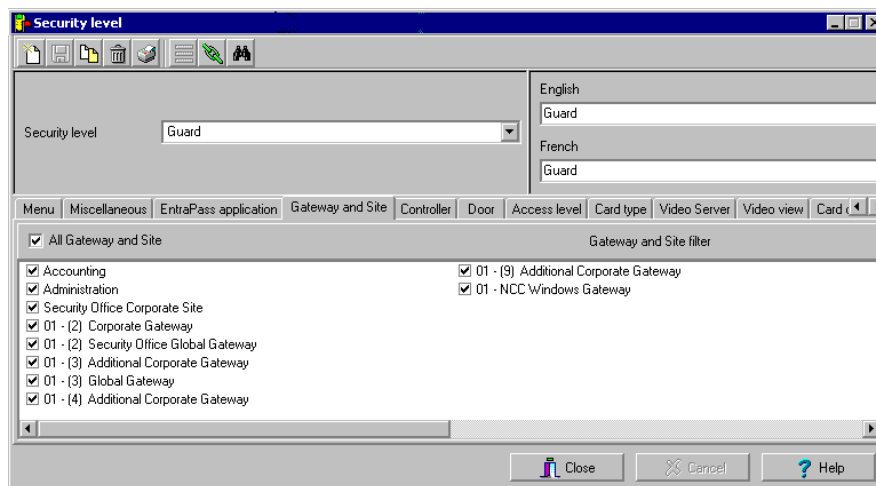 Security level
English
Guard
Security level Guard
French
Guard
Menu Miscellaneous EntraPass application Gateway and Site Controller Door Access level Card type Video Server Video view Card
All Gateway and Site Gateway and Site filter
Accounting
Administration
Security Office Corporate Site
01 - (2) Corporate Gateway
01 - (2) Security Office Global Gateway
01 - (3) Additional Corporate Gateway
01 - (3) Global Gateway
01 - (4) Additional Corporate Gateway
01 - (9) Additional Corporate Gateway
01 - NCC Windows Gateway
Close Cancel Help